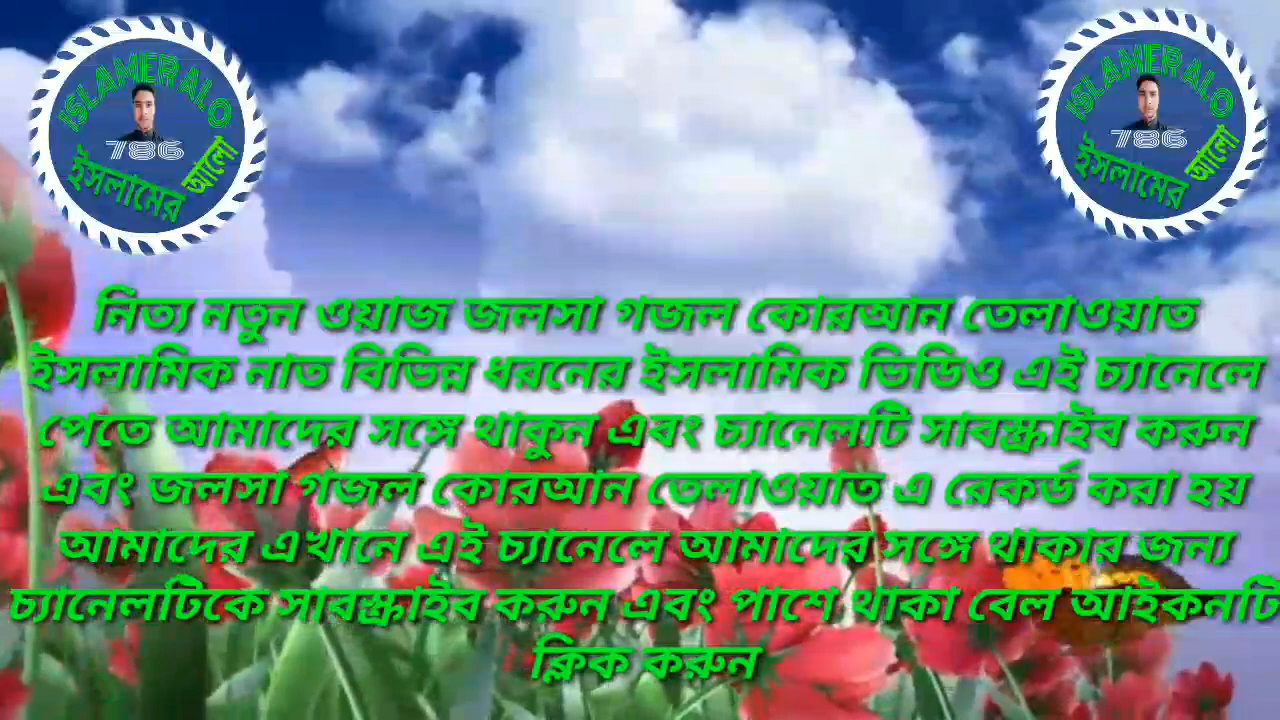 ISLAMER ALO
786
ইসলামের আলো
ISLAMER ALO
786
ইসলামের আলো
নিত্য নতুন ওয়াজ জলসা গজল কোরআন তেলাওয়াত
ইসলামিক নাত বিভিন্ন ধরনের ইসলামিক ভিডিও এই চ্যানেলে
পেতে আমাদের সঙ্গে থাকুন এবং চ্যানেলটি সাবস্ক্রাইব করুন
এবং জলসা গজল কোরআন তেলাওয়াত এ রেকর্ড করা হয়
আমাদের এখানে এই চ্যানেলে আমাদের সঙ্গে থাকার জন্য
চ্যানেলটিকে সাবস্ক্রাইব করুন এবং পাশে থাকা বেল আইকনটি
ক্লিক করুন